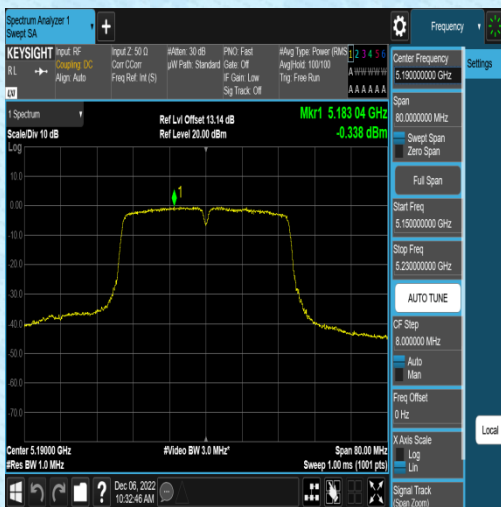 Spectrum Analyzer 1
Swept SA
Frequency
KEYSIGHT
RL
Input: RF
Coupling: DC
Align: Auto
Input Z: 50 Ω
Corr CCorr
Freq Ref: Int (S)
#Atten: 30 dB
µW Path: Standard
PNO: Fast
Gate: Off
IF Gain: Low
Sig Track: Off
#Avg Type: Power (RMS
Avg|Hold: 100/100
Trig: Free Run
1 2 3 4 5 6
A W W W W W
A A A A A A
1 Spectrum
Scale/Div 10 dB
Ref Lvl Offset 13.14 dB
Ref Level 20.00 dBm
Mkr1 5.183 04 GHz
-0.338 dBm
Log
10.0
0.00
-10.0
-20.0
-30.0
-40.0
-50.0
-60.0
-70.0
1
Center 5.19000 GHz
#Res BW 1.0 MHz
#Video BW 3.0 MHz*
Span 80.00 MHz
Sweep 1.00 ms (1001 pts)
Dec 06, 2022
10:32:46 AM
?
Center Frequency
5.190000000 GHz
Span
80.0000000 MHz
Swept Span
Zero Span
Full Span
Start Freq
5.150000000 GHz
Stop Freq
5.230000000 GHz
AUTO TUNE
CF Step
8.000000 MHz
Auto
Man
Freq Offset
0 Hz
X Axis Scale
Log
Lin
Signal Track
(Span Zoom)
Settings
Local